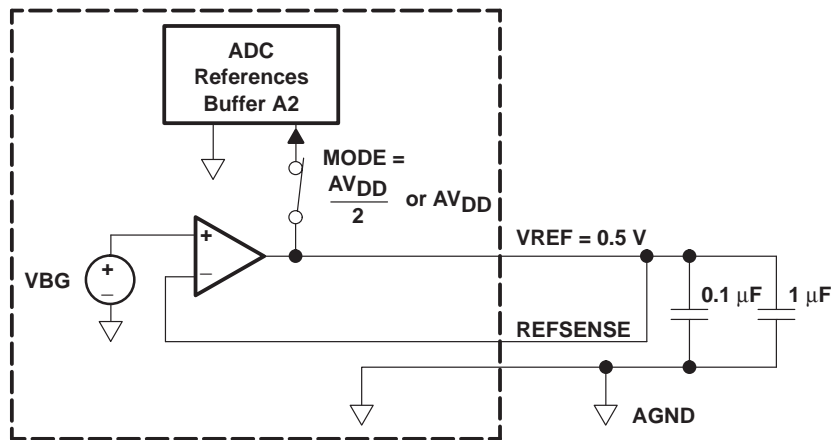 ADC
References
Buffer A2
MODE =
AVDD
2
or AVDD
+
−
VBG
+
−
VREF = 0.5 V
0.1 μF
1 μF
REFSENSE
AGND